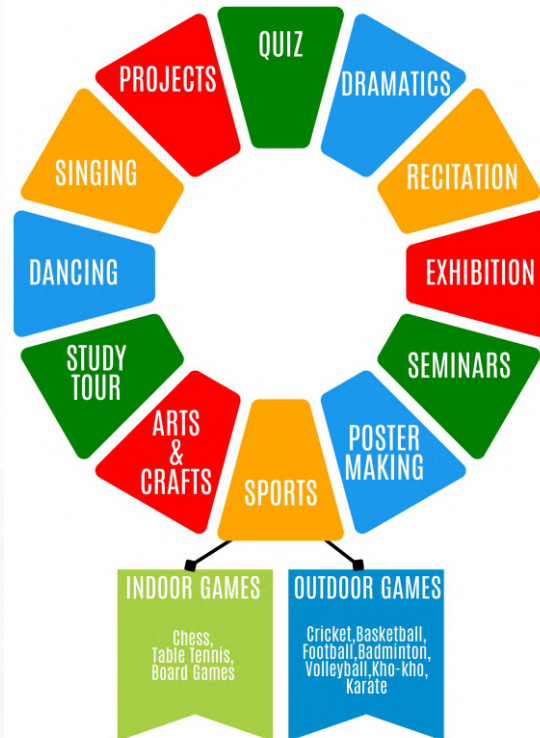 QUIZ
DRAMATICS
RECITATION
EXHIBITION
SEMINARS
POSTER
MAKING
SPORTS
ARTS
&
CRAFTS
STUDY
TOUR
DANCING
SINGING
PROJECTS
INDOOR GAMES
Chess,
Table Tennis,
Board Games
OUTDOOR GAMES
Cricket,Basketball,
Football,Badminton,
Volleyball,Kho-kho,
Karate